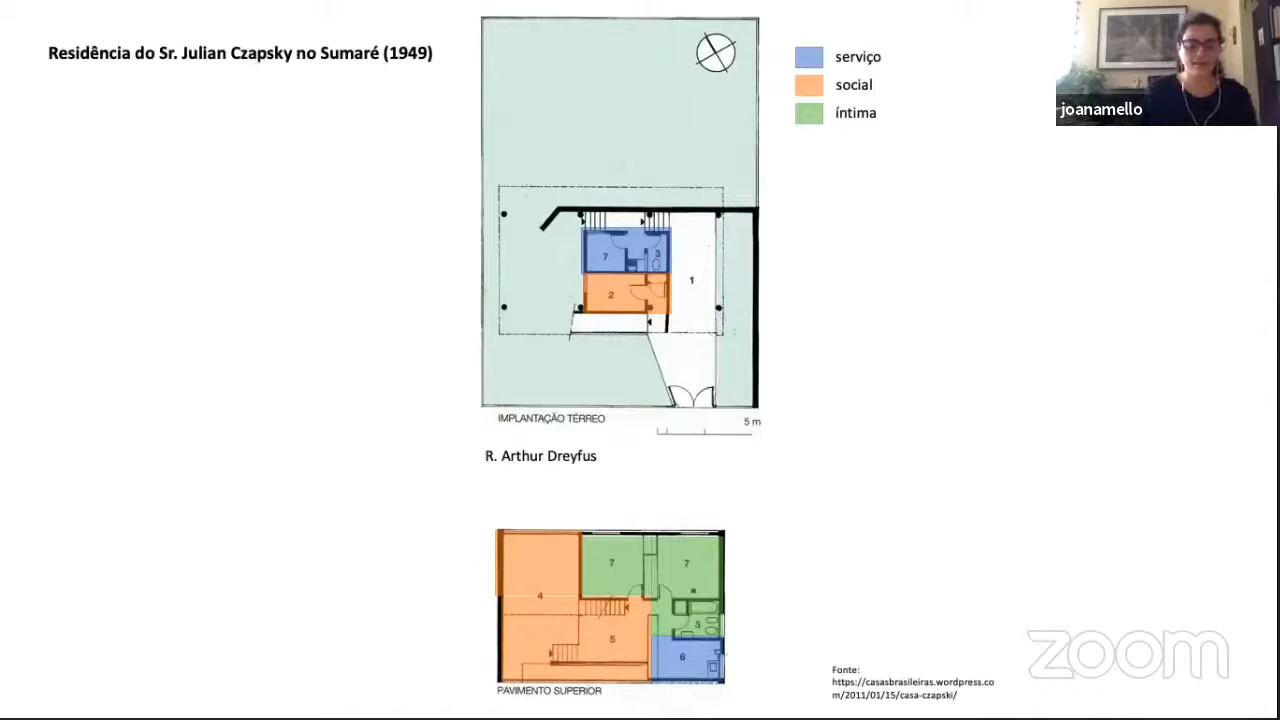 Residência do Sr. Julian Czapsky no Sumaré (1949)
serviço
social
íntima
joanamello
7
3
2
1
IMPLANTAÇÃO TÉRREO
5 m
R. Arthur Dreyfus
7
7
4
5
3
6
PAVIMENTO SUPERIOR
Fonte:
https://casasbrasileiras.wordpress.co
m/2011/01/15/casa-czapski/
zoom